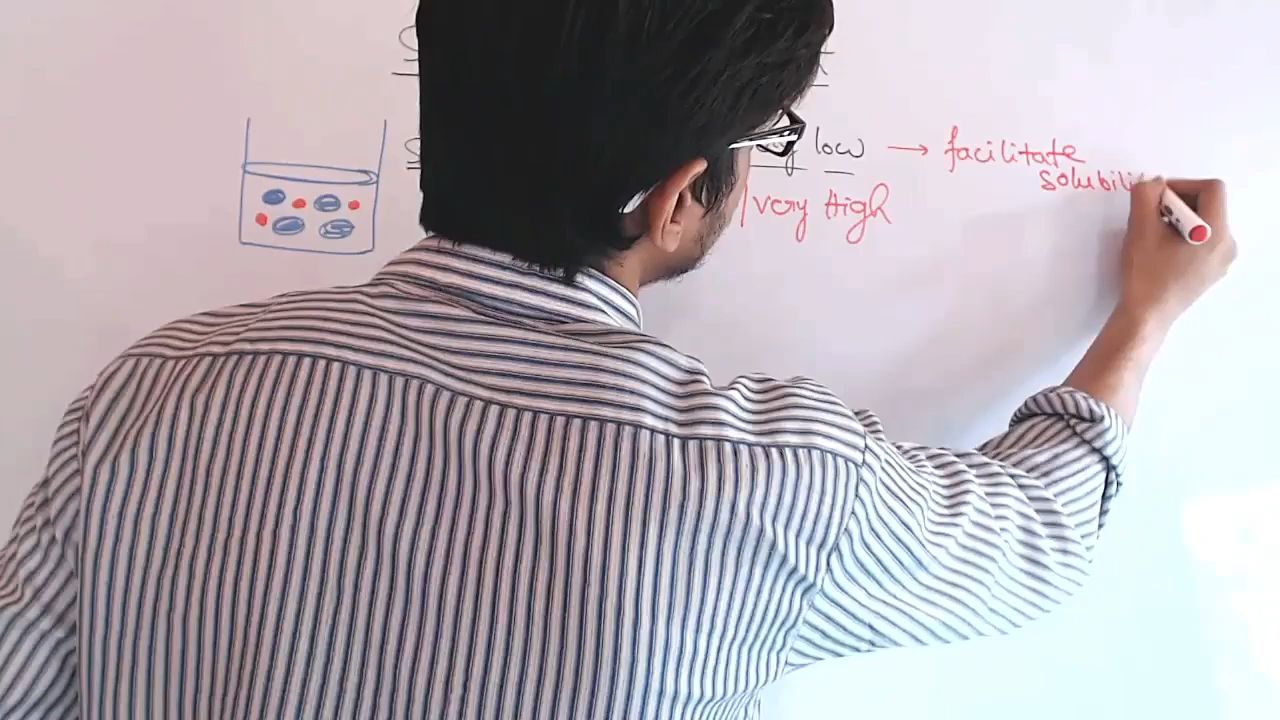 low → facilitate
solubili
very High